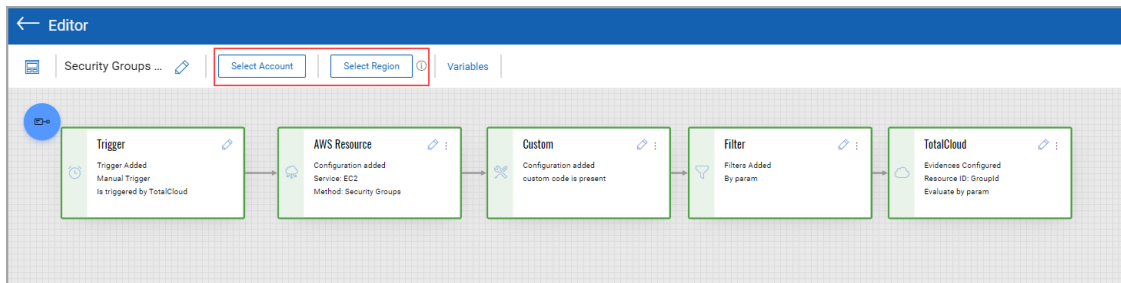 Editor
Security Groups ... Select Account Select Region Variables
Trigger
Trigger Added
Manual Trigger
Is triggered by TotalCloud
AWS Resource
Configuration added
Service: EC2
Method: Security Groups
Custom
Configuration added
custom code is present
Filter
Filters Added
By param
TotalCloud
Evidences Configured
Resource ID: GroupId
Evaluate by param